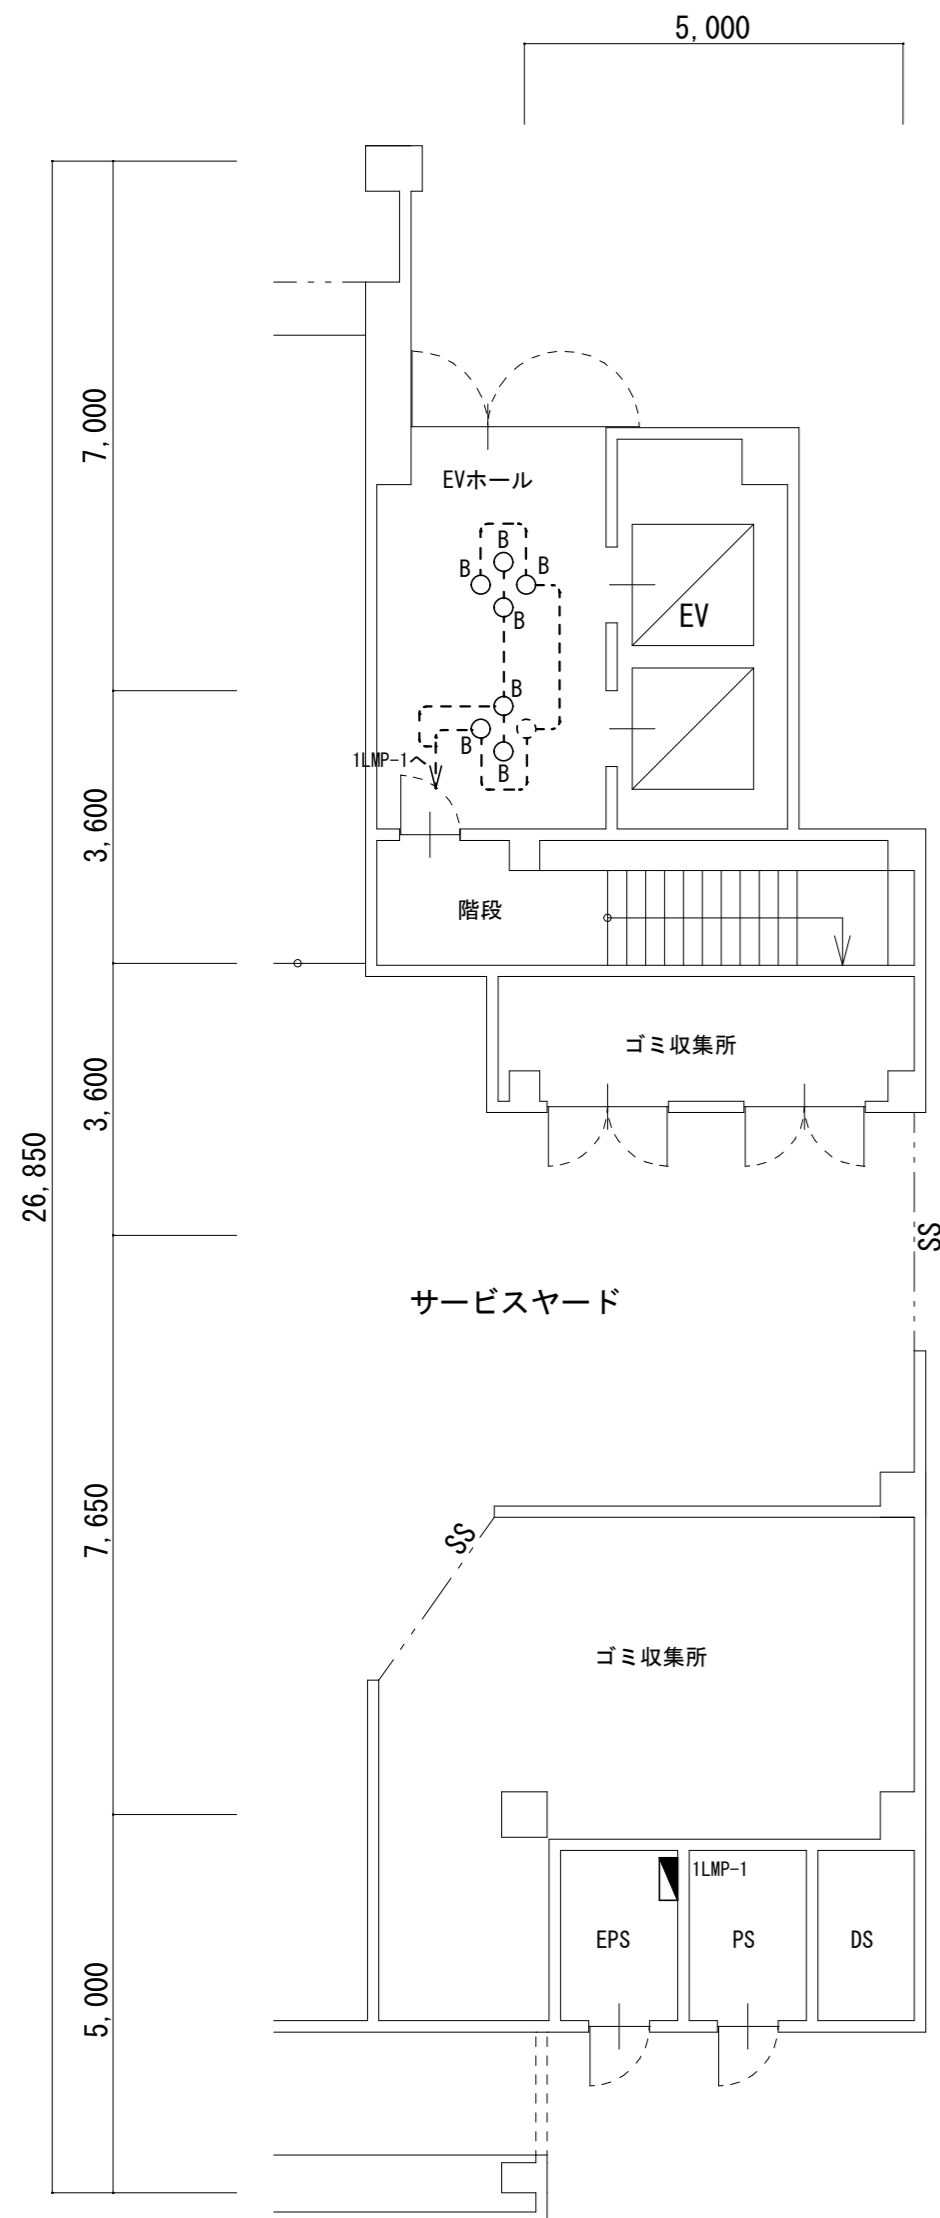 5,000
7,000
EVホール
B
B
B
B
EV
B
B
B
1LMP-1
3,600
階段
ゴミ収集所
3,600
26,850
SS
サービスヤード
7,650
SS
ゴミ収集所
1LMP-1
EPS
PS
DS
5,000